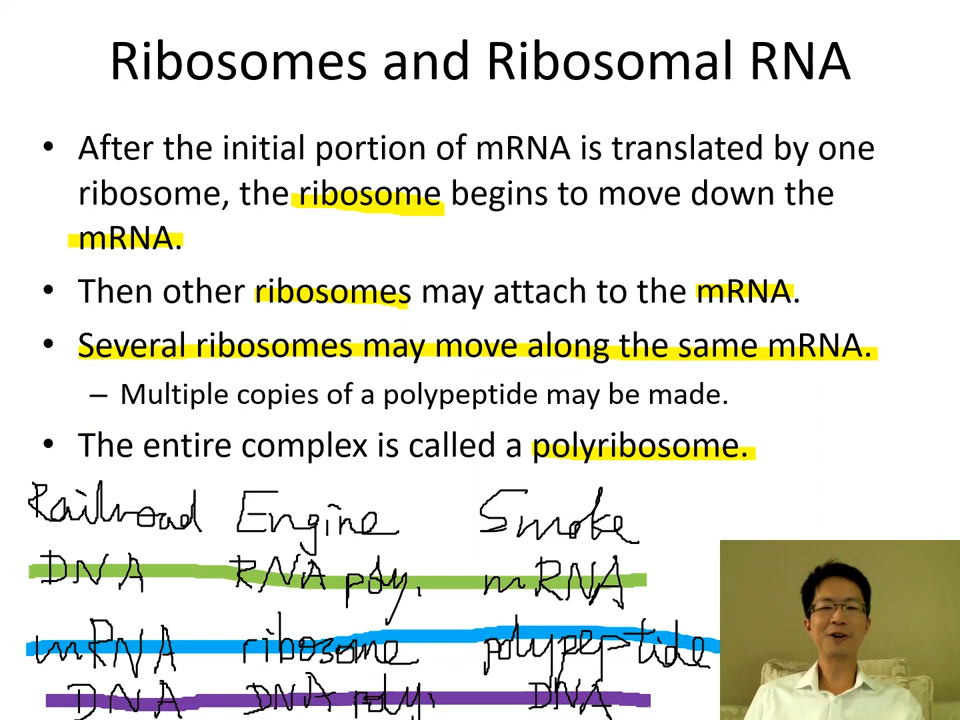 Ribosomes and Ribosomal RNA
• After the initial portion of mRNA is translated by one
ribosome, the ribosome begins to move down the
mRNA.
• Then other ribosomes may attach to the mRNA.
• Several ribosomes may move along the same mRNA.
– Multiple copies of a polypeptide may be made.
• The entire complex is called a polyribosome.
Railroad Engine Smoke
DNA RNA poly. mRNA
mRNA ribosome polypeptide
DNA DNA poly. DNA